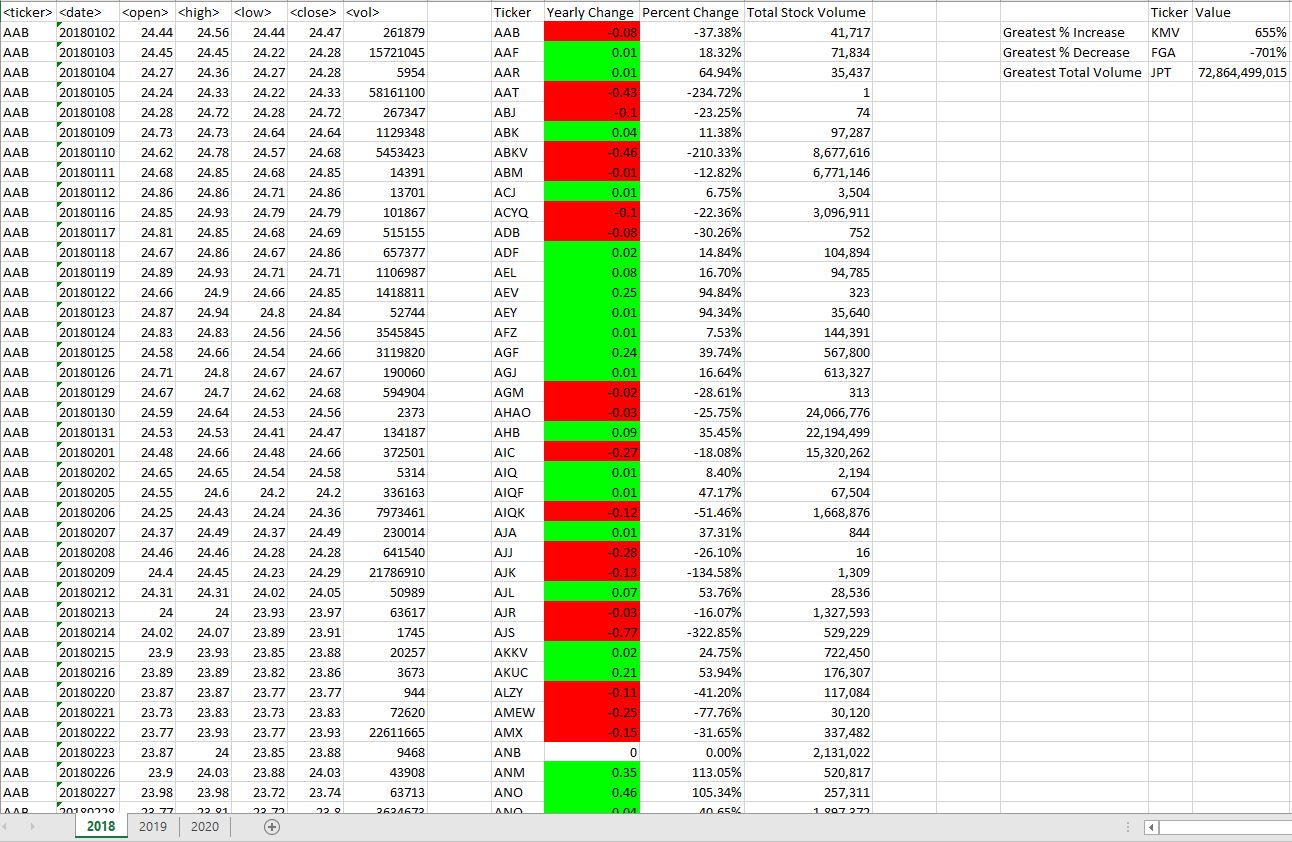 <ticker> <date> <open> <high> <low> <close> <vol> Ticker Yearly Change Percent Change Total Stock Volume Ticker Value
AAB 20180102 24.44 24.56 24.44 24.47 261879 AAB -0.08 -37.38% 41,717 Greatest % Increase KMV 655%
AAB 20180103 24.45 24.45 24.22 24.28 15721045 AAF 0.01 18.32% 71,834 Greatest % Decrease FGA -701%
AAB 20180104 24.27 24.36 24.27 24.28 5954 AAR 0.01 64.94% 35,437 Greatest Total Volume JPT 72,864,499,015
AAB 20180105 24.24 24.33 24.22 24.33 58161100 AAT -0.43 -234.72% 1
AAB 20180108 24.28 24.72 24.28 24.72 267347 ABJ -0.1 -23.25% 74
AAB 20180109 24.73 24.73 24.64 24.64 1129348 ABK 0.04 11.38% 97,287
AAB 20180110 24.62 24.78 24.57 24.68 5453423 ABKV -0.46 -210.33% 8,677,616
AAB 20180111 24.68 24.85 24.68 24.85 14391 ABM -0.01 -12.82% 6,771,146
AAB 20180112 24.86 24.86 24.71 24.86 13701 ACJ 0.01 6.75% 3,504
AAB 20180116 24.85 24.93 24.79 24.79 101867 ACYQ -0.1 -22.36% 3,096,911
AAB 20180117 24.81 24.85 24.68 24.69 515155 ADB -0.08 -30.26% 752
AAB 20180118 24.67 24.86 24.67 24.86 657377 ADF 0.02 14.84% 104,894
AAB 20180119 24.89 24.93 24.71 24.71 1106987 AEL 0.08 16.70% 94,785
AAB 20180122 24.66 24.9 24.66 24.85 1418811 AEV 0.25 94.84% 323
AAB 20180123 24.87 24.94 24.8 24.84 52744 AEY 0.01 94.34% 35,640
AAB 20180124 24.83 24.83 24.56 24.56 3545845 AFZ 0.01 7.53% 144,391
AAB 20180125 24.58 24.66 24.54 24.66 3119820 AGF 0.24 39.74% 567,800
AAB 20180126 24.71 24.8 24.67 24.67 190060 AGJ 0.01 16.64% 613,327
AAB 20180129 24.67 24.7 24.62 24.68 594904 AGM -0.02 -28.61% 313
AAB 20180130 24.59 24.64 24.53 24.56 2373 AHAO -0.03 -25.75% 24,066,776
AAB 20180131 24.53 24.53 24.41 24.47 134187 AHB 0.09 35.45% 22,194,499
AAB 20180201 24.48 24.66 24.48 24.66 372501 AIC -0.27 -18.08% 15,320,262
AAB 20180202 24.65 24.65 24.54 24.58 5314 AIQ 0.01 8.40% 2,194
AAB 20180205 24.55 24.6 24.2 24.2 336163 AIQF 0.01 47.17% 67,504
AAB 20180206 24.25 24.43 24.24 24.36 7973461 AIQK -0.12 -51.46% 1,668,876
AAB 20180207 24.37 24.49 24.37 24.49 230014 AJA 0.01 37.31% 844
AAB 20180208 24.46 24.46 24.28 24.28 641540 AJJ -0.28 -26.10% 16
AAB 20180209 24.4 24.45 24.23 24.29 21786910 AJK -0.13 -134.58% 1,309
AAB 20180212 24.31 24.31 24.02 24.05 50989 AJL 0.07 53.76% 28,536
AAB 20180213 24 24 23.93 23.97 63617 AJR -0.03 -16.07% 1,327,593
AAB 20180214 24.02 24.07 23.89 23.91 1745 AJS -0.77 -322.85% 529,229
AAB 20180215 23.9 23.93 23.85 23.88 20257 AKKV 0.02 24.75% 722,450
AAB 20180216 23.89 23.89 23.82 23.86 3673 AKUC 0.21 53.94% 176,307
AAB 20180220 23.87 23.87 23.77 23.77 944 ALZY -0.11 -41.20% 117,084
AAB 20180221 23.73 23.83 23.73 23.83 72620 AMEW -0.25 -77.76% 30,120
AAB 20180222 23.77 23.93 23.77 23.93 22611665 AMX -0.15 -31.65% 337,482
AAB 20180223 23.87 24 23.85 23.88 9468 ANB 0 0.00% 2,131,022
AAB 20180226 23.9 24.03 23.88 24.03 43908 ANM 0.35 113.05% 520,817
AAB 20180227 23.98 23.98 23.72 23.74 63713 ANO 0.46 105.34% 257,311
AAB 20180228 23.77 23.81 23.72 23.8
2018 2019 2020